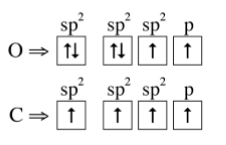 sp² sp² sp² p
O ⇒ ↑↓ ↑↓ ↑ ↑
sp² sp² sp² p
C ⇒ ↑ ↑ ↑ ↑